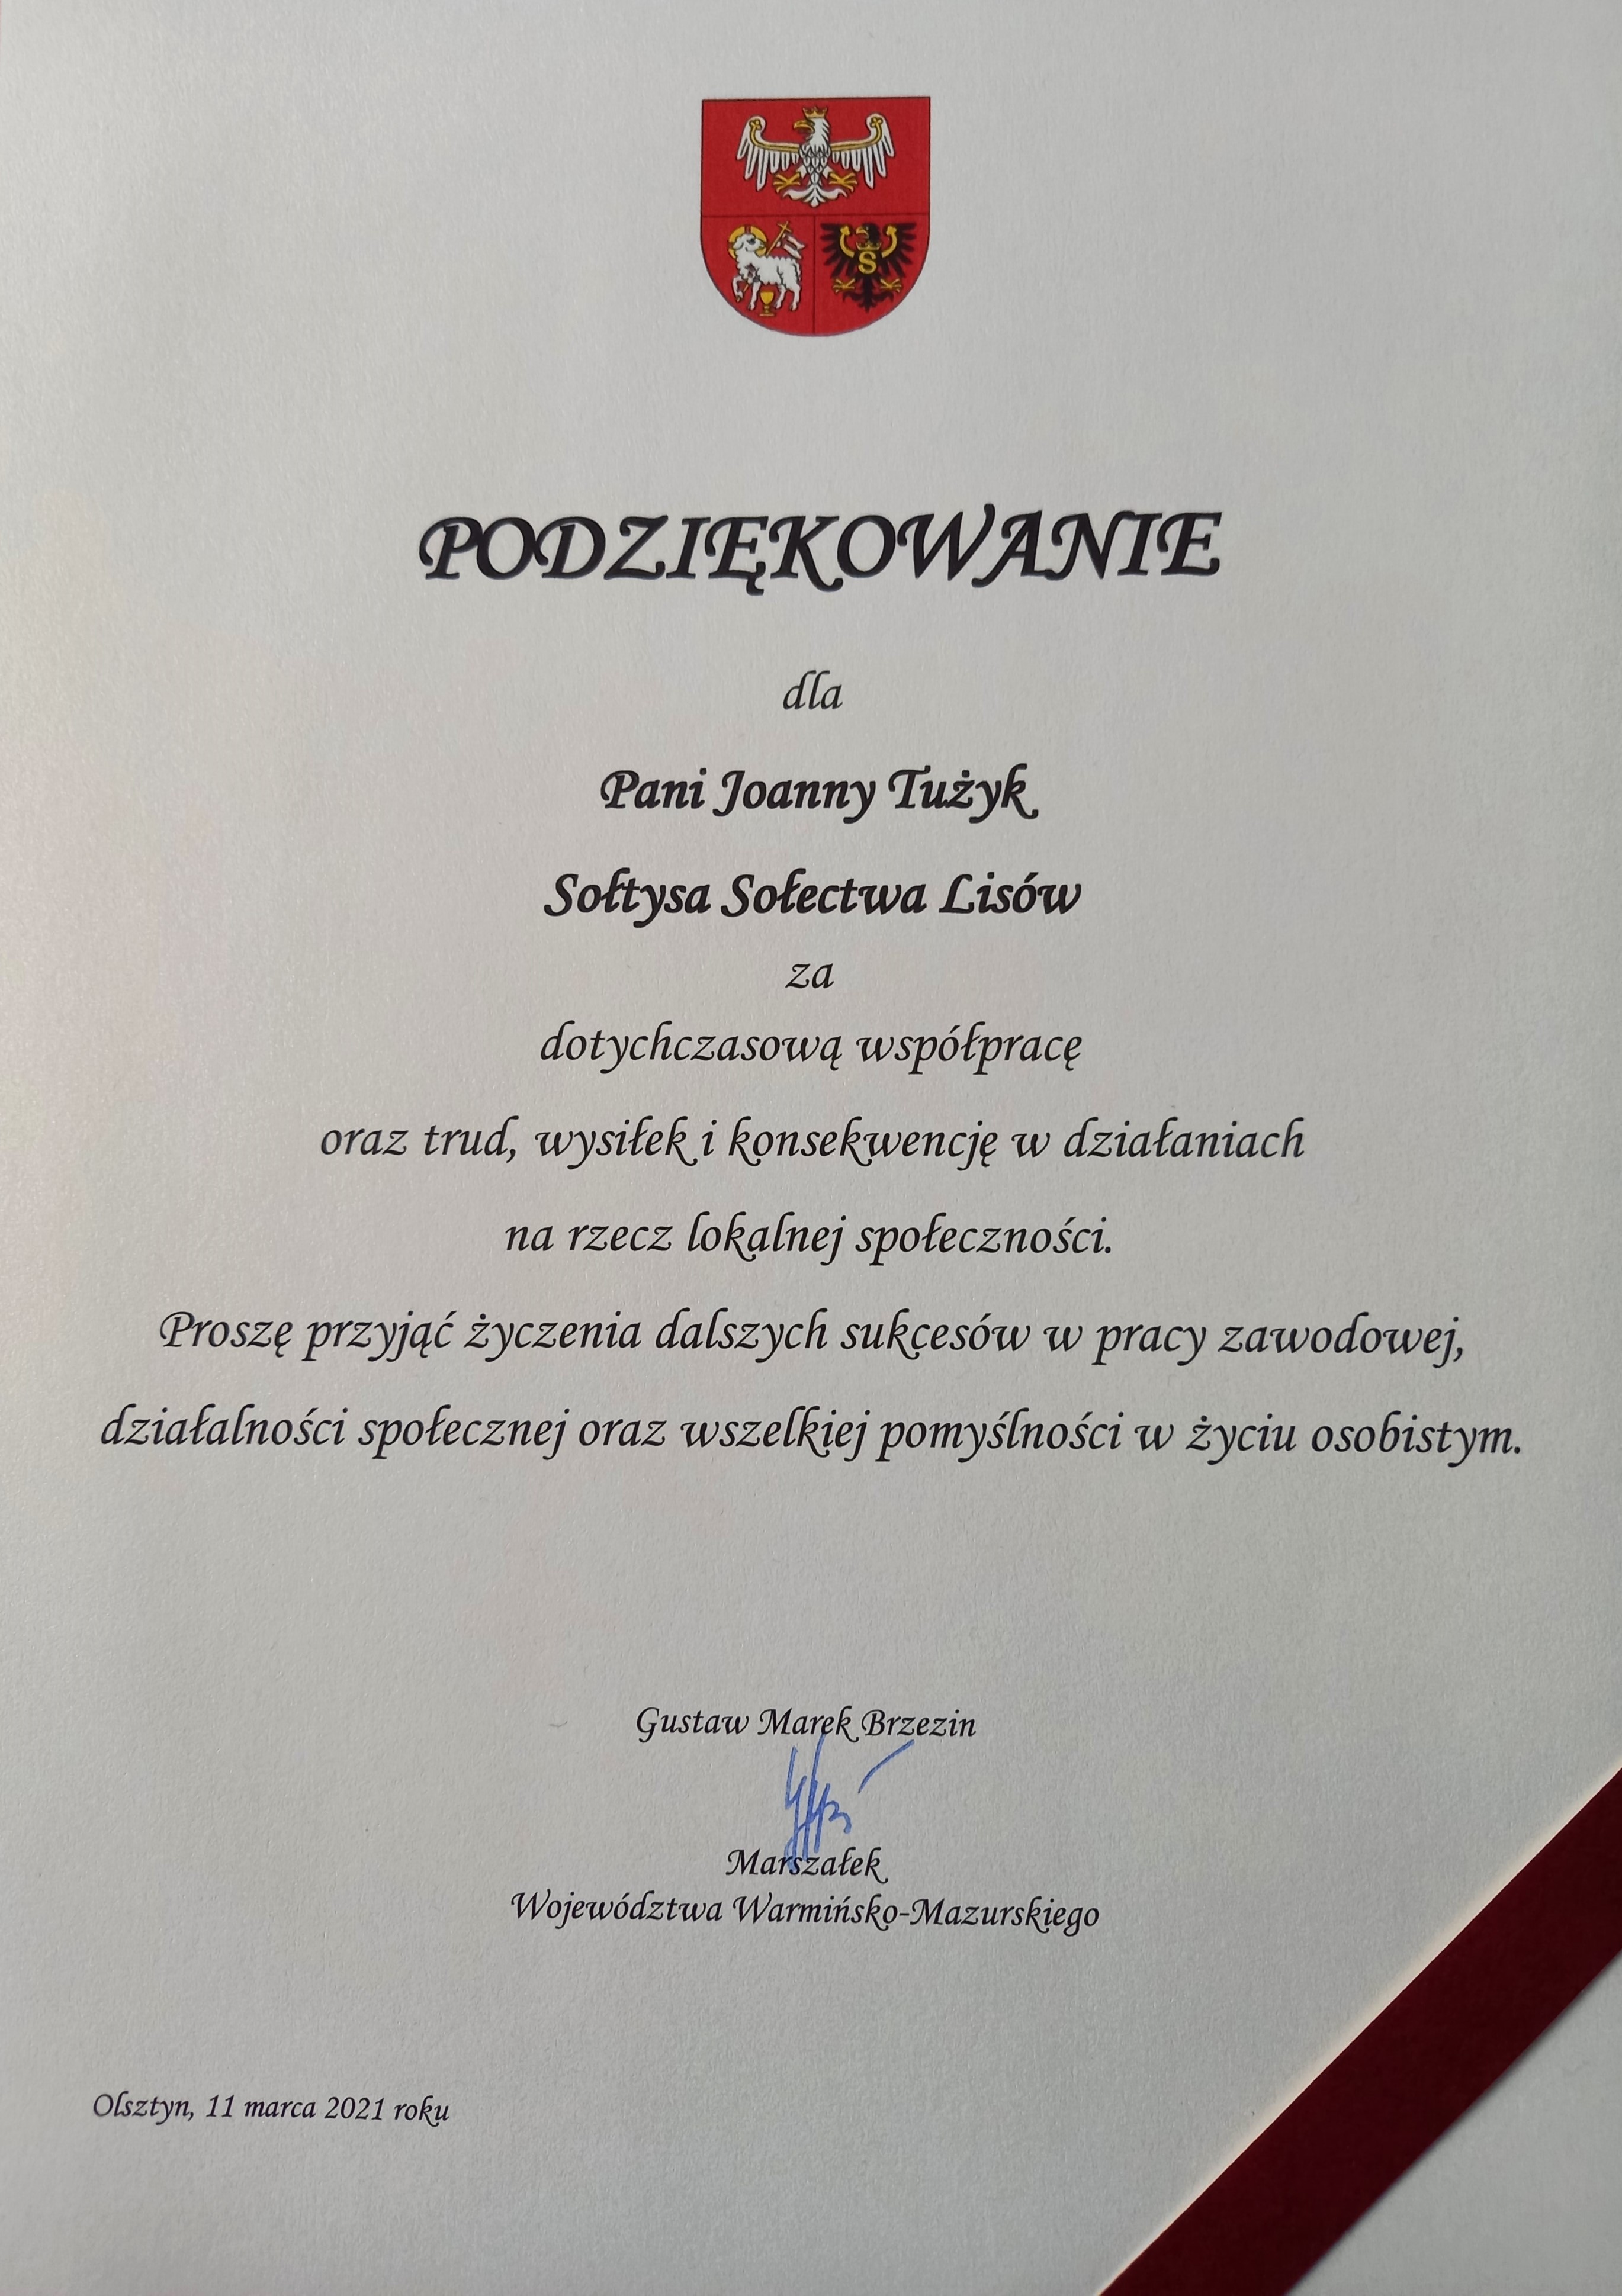 S
PODZIĘKOWANIE
dla
Pani Joanny Tużyk
Sołtysa Sołectwa Lisów
za
dotychczasową współpracę
oraz trud, wysiłek i konsekwencję w działaniach
na rzecz lokalnej społeczności.
Proszę przyjąć życzenia dalszych sukcesów w pracy zawodowej,
działalności społecznej oraz wszelkiej pomyślności w życiu osobistym.
Gustaw Marek Brzezin
Marszałek
Województwa Warmińsko-Mazurskiego
Olsztyn, 11 marca 2021 roku